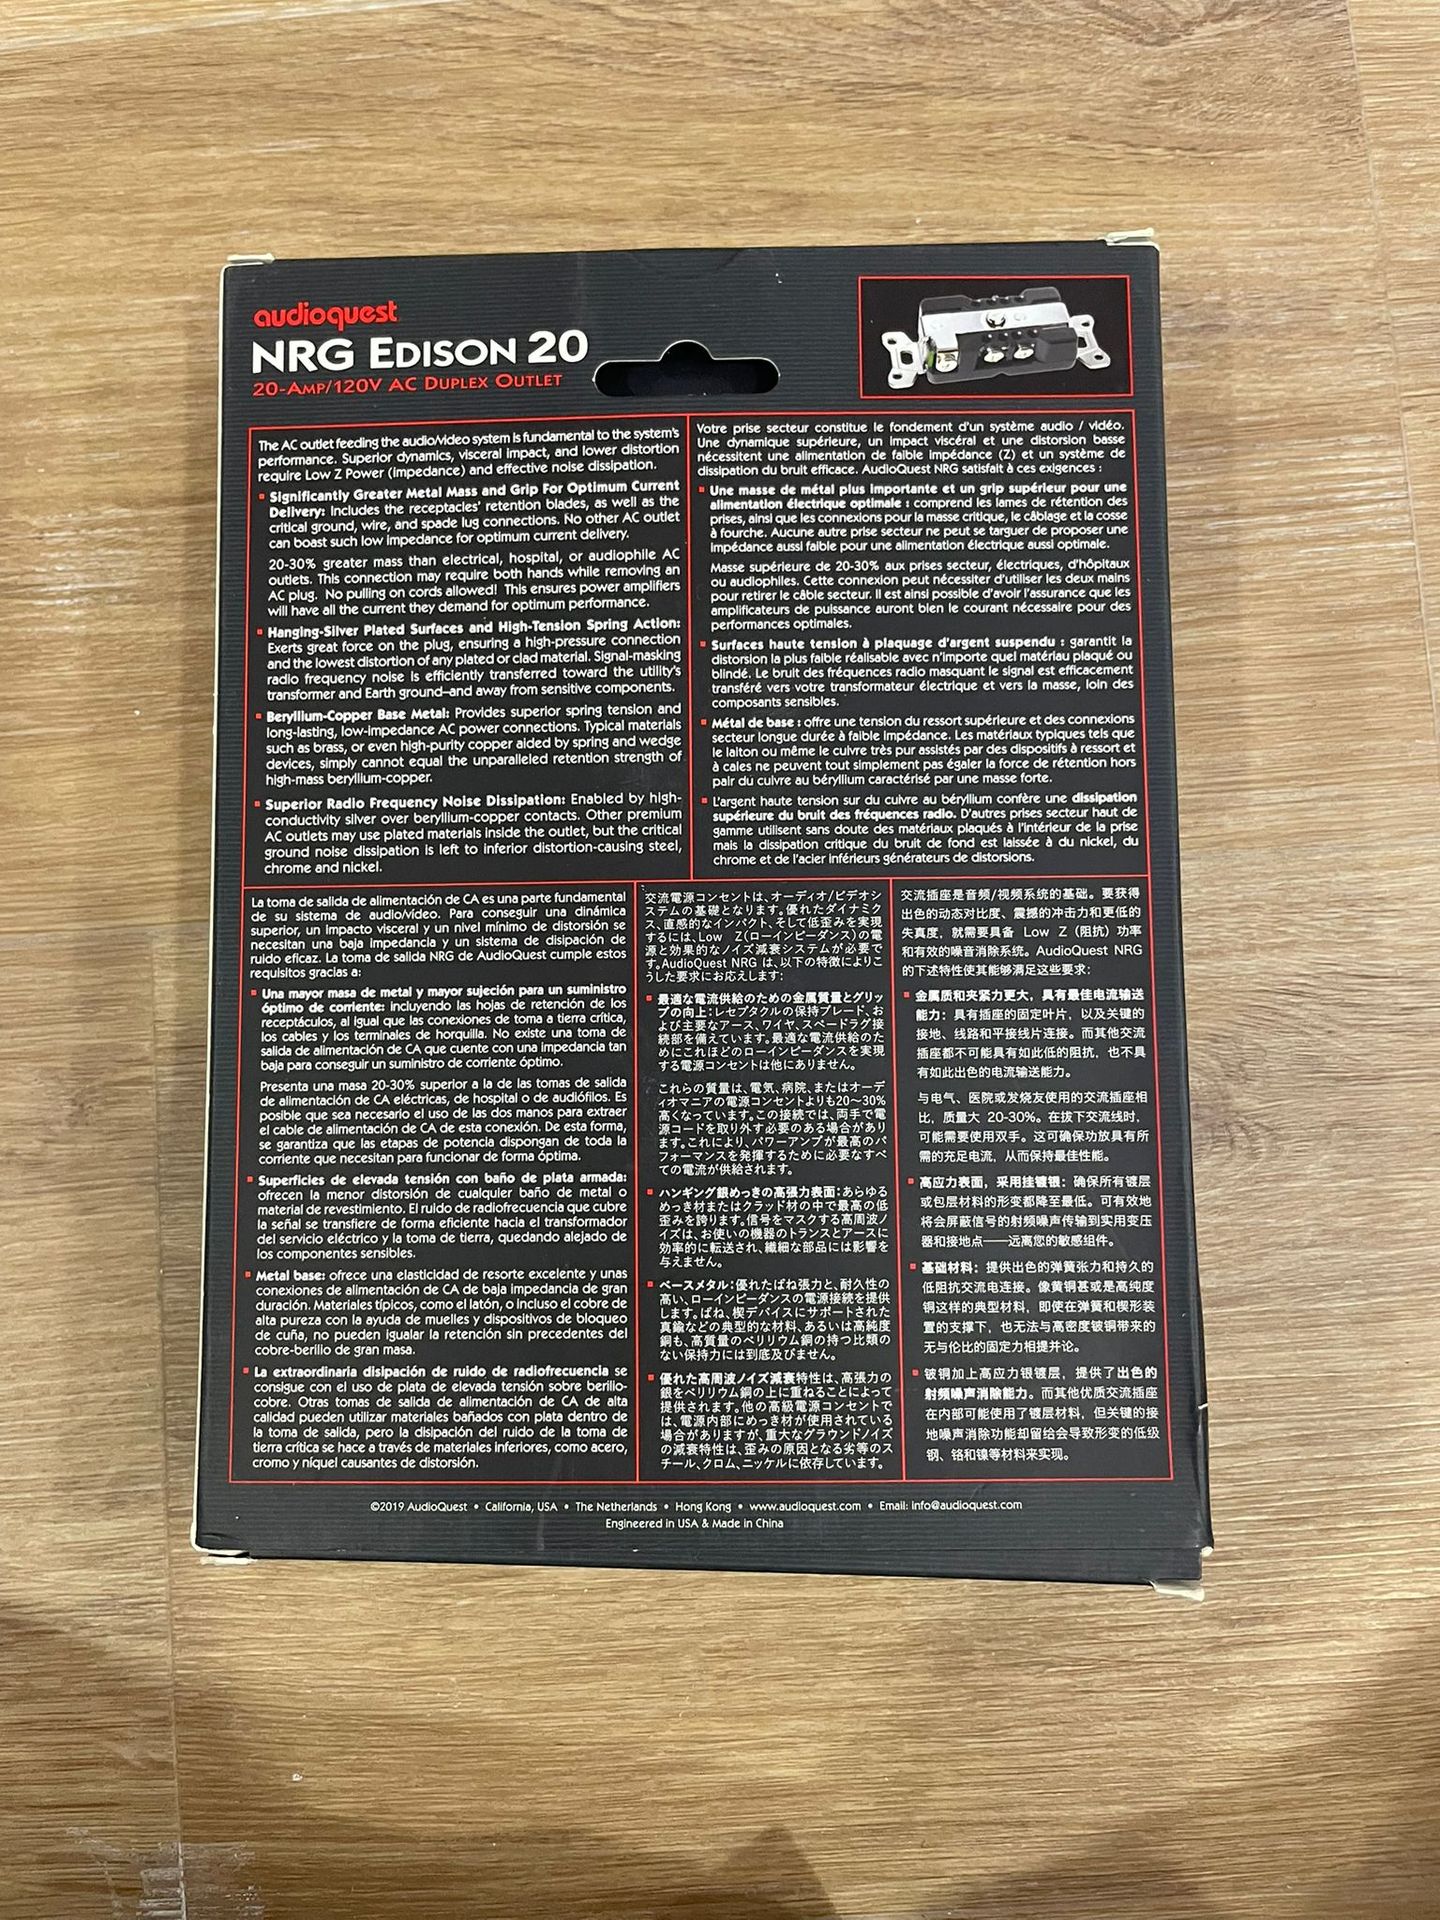 audioquest
NRG EDISON 20
20-AMP/120V AC DUPLEX OUTLET
The AC outlet feeding the audio/video system is fundamental to the system's
performance. Superior dynamics, visceral impact, and lower distortion
require Low Z Power (impedance) and effective noise dissipation.
▪ Significantly Greater Metal Mass and Grip For Optimum Current
Delivery: Includes the receptacles' retention blades, as well as the
critical ground, wire, and spade lug connections. No other AC outlet
can boast such low impedance for optimum current delivery.
20-30% greater mass than electrical, hospital, or audiophile AC
outlets. This connection may require both hands while removing an
AC plug. No pulling on cords allowed! This ensures power amplifiers
will have all the current they demand for optimum performance.
▪ Hanging-Silver Plated Surfaces and High-Tension Spring Action:
Exerts great force on the plug, ensuring a high-pressure connection
and the lowest distortion of any plated or clad material. Signal-masking
radio frequency noise is efficiently transferred toward the utility's
transformer and Earth ground—and away from sensitive components.
▪ Beryllium-Copper Base Metal: Provides superior spring tension and
long-lasting, low-impedance AC power connections. Typical materials
such as brass, or even high-purity copper aided by spring and wedge
devices, simply cannot equal the unparalleled retention strength of
high-mass beryllium-copper.
▪ Superior Radio Frequency Noise Dissipation: Enabled by high-
conductivity silver over beryllium-copper contacts. Other premium
AC outlets may use plated materials inside the outlet, but the critical
ground noise dissipation is left to inferior distortion-causing steel,
chrome and nickel.
Votre prise secteur constitue le fondement d'un système audio / vidéo.
Une dynamique supérieure, un impact viscéral et une distorsion basse
nécessitent une alimentation de faible impédance (Z) et un système de
dissipation du bruit efficace. AudioQuest NRG satisfait à ces exigences :
▪ Une masse de métal plus importante et un grip supérieur pour une
alimentation électrique optimale : comprend les lames de rétention des
prises, ainsi que les connexions pour la masse critique, le câblage et la cosse
à fourche. Aucune autre prise secteur ne peut se targuer de proposer une
impédance aussi faible pour une alimentation électrique aussi optimale.
Masse supérieure de 20-30% aux prises secteur, électriques, d'hôpitaux
ou audiophiles. Cette connexion peut nécessiter d'utiliser les deux mains
pour retirer le câble secteur. Il est ainsi possible d'avoir l'assurance que les
amplificateurs de puissance auront bien le courant nécessaire pour des
performances optimales.
▪ Surfaces haute tension à plaquage d'argent suspendu : garantit la
distorsion la plus faible réalisable avec n'importe quel matériau plaqué ou
blindé. Le bruit des fréquences radio masquant le signal est efficacement
transféré vers votre transformateur électrique et vers la masse, loin des
composants sensibles.
▪ Métal de base : offre une tension du ressort supérieure et des connexions
secteur longue durée à faible impédance. Les matériaux typiques tels que
le laiton ou même le cuivre très pur assistés par des dispositifs à ressort et
à cales ne peuvent tout simplement pas égaler la force de rétention hors
pair du cuivre au béryllium caractérisé par une masse forte.
▪ L'argent haute tension sur du cuivre au béryllium confère une dissipation
supérieure du bruit des fréquences radio. D'autres prises secteur haut de
gamme utilisent sans doute des matériaux plaqués à l'intérieur de la prise
mais la dissipation critique du bruit de fond est laissée à du nickel, du
chrome et de l'acier inférieurs générateurs de distorsions.
La toma de salida de alimentación de CA es una parte fundamental
de su sistema de audio/vídeo. Para conseguir una dinámica
superior, un impacto visceral y un nivel mínimo de distorsión se
necesitan una baja impedancia y un sistema de disipación de
ruido eficaz. La toma de salida NRG de AudioQuest cumple estos
requisitos gracias a:
▪ Una mayor masa de metal y mayor sujeción para un suministro
óptimo de corriente: incluyendo las hojas de retención de los
receptáculos, al igual que las conexiones de toma a tierra crítica,
los cables y los terminales de horquilla. No existe una toma de
salida de alimentación de CA que cuente con una impedancia tan
baja para conseguir un suministro de corriente óptimo.
Presenta una masa 20-30% superior a la de las tomas de salida
de alimentación de CA eléctricas, de hospital o de audiófilos. Es
posible que sea necesario el uso de las dos manos para extraer
el cable de alimentación de CA de esta conexión. De esta forma,
se garantiza que las etapas de potencia dispongan de toda la
corriente que necesitan para funcionar de forma óptima.
▪ Superficies de elevada tensión con baño de plata armada:
ofrecen la menor distorsión de cualquier baño de metal o
material de revestimiento. El ruido de radiofrecuencia que cubre
la señal se transfiere de forma eficiente hacia el transformador
del servicio eléctrico y la toma de tierra, quedando alejado de
los componentes sensibles.
▪ Metal base: ofrece una elasticidad de resorte excelente y unas
conexiones de alimentación de CA de baja impedancia de gran
duración. Materiales típicos, como el latón, o incluso el cobre de
alta pureza con la ayuda de muelles y dispositivos de bloqueo
de cuña, no pueden igualar la retención sin precedentes del
cobre-berilio de gran masa.
▪ La extraordinaria disipación de ruido de radiofrecuencia se
consigue con el uso de plata de elevada tensión sobre berilio-
cobre. Otras tomas de salida de alimentación de CA de alta
calidad pueden utilizar materiales bañados con plata dentro de
la toma de salida, pero la disipación del ruido de la toma de
tierra crítica se hace a través de materiales inferiores, como acero,
cromo y níquel causantes de distorsión.
交流電源コンセントは、オーディオ/ビデオシ
ステムの基礎となります。優れたダイナミク
ス、直感的なインパクト、そして低歪みを実現
するには、Low Z(ローインピーダンス)の電
源と効果的なノイズ減衰システムが必要で
す。AudioQuest NRG は、以下の特徴によりこ
うした要求にお応えします:
▪ 最適な電流供給のための金属質量とグリッ
プの向上:レセプタクルの保持ブレード、お
よび主要なアース、ワイヤ、スペードラグ接
続部を備えています。最適な電流供給のた
めにこれほどのローインピーダンスを実現
する電源コンセントは他にありません。
これらの質量は、電気、病院、またはオーデ
ィオマニアの電源コンセントよりも20〜30%
高くなっています。この接続では、両手で電
源コードを取り外す必要のある場合があり
ます。これにより、パワーアンプが最高のパ
フォーマンスを発揮するために必要なすべ
ての電流が供給されます。
▪ ハンギング銀めっきの高張力表面:あらゆる
めっき材またはクラッド材の中で最高の低
歪みを誇ります。信号をマスクする高周波ノ
イズは、お使いの機器のトランスとアースに
効率的に転送され、繊細な部品には影響を
与えません。
▪ ベースメタル:優れたばね張力と、耐久性の
高い、ローインピーダンスの電源接続を提供
します。ばね、楔デバイスにサポートされた
真鍮などの典型的な材料、あるいは高純度
銅も、高質量のベリリウム銅の持つ比類の
ない保持力には到底及びません。
▪ 優れた高周波ノイズ減衰特性は、高張力の
銀をベリリウム銅の上に重ねることによって
提供されます。他の高級電源コンセントで
は、電源内部にめっき材が使用されている
場合がありますが、重大なグラウンドノイズ
の減衰特性は、歪みの原因となる劣等のス
チール、クロム、ニッケルに依存しています。
交流插座是音频/视频系统的基础。要获得
出色的动态对比度、震撼的冲击力和更低的
失真度，就需要具备 Low Z（阻抗）功率
和有效的噪音消除系统。AudioQuest NRG
的下述特性使其能够满足这些要求:
▪ 金属质和夹紧力更大，具有最佳电流输送
能力：具有插座的固定叶片，以及关键的
接地、线路和平接线片连接。而其他交流
插座都不可能具有如此低的阻抗，也不具
有如此出色的电流输送能力。
与电气、医院或发烧友使用的交流插座相
比，质量大 20-30%。在拔下交流线时，
可能需要使用双手。这可确保功放具有所
需的充足电流，从而保持最佳性能。
▪ 高应力表面，采用挂镀银：确保所有镀层
或包层材料的形变都降至最低。可有效地
将会屏蔽信号的射频噪声传输到实用变压
器和接地点——远离您的敏感组件。
▪ 基础材料：提供出色的弹簧张力和持久的
低阻抗交流电连接。像黄铜甚或是高纯度
铜这样的典型材料，即使在弹簧和楔形装
置的支撑下，也无法与高密度铍铜带来的
无与伦比的固定力相提并论。
▪ 铍铜加上高应力银镀层，提供了出色的
射频噪声消除能力。而其他优质交流插座
在内部可能使用了镀层材料，但关键的接
地噪声消除功能却留给会导致形变的低级
钢、铬和镍等材料来实现。
©2019 AudioQuest • California, USA • The Netherlands • Hong Kong • www.audioquest.com • Email: info@audioquest.com
Engineered in USA & Made in China